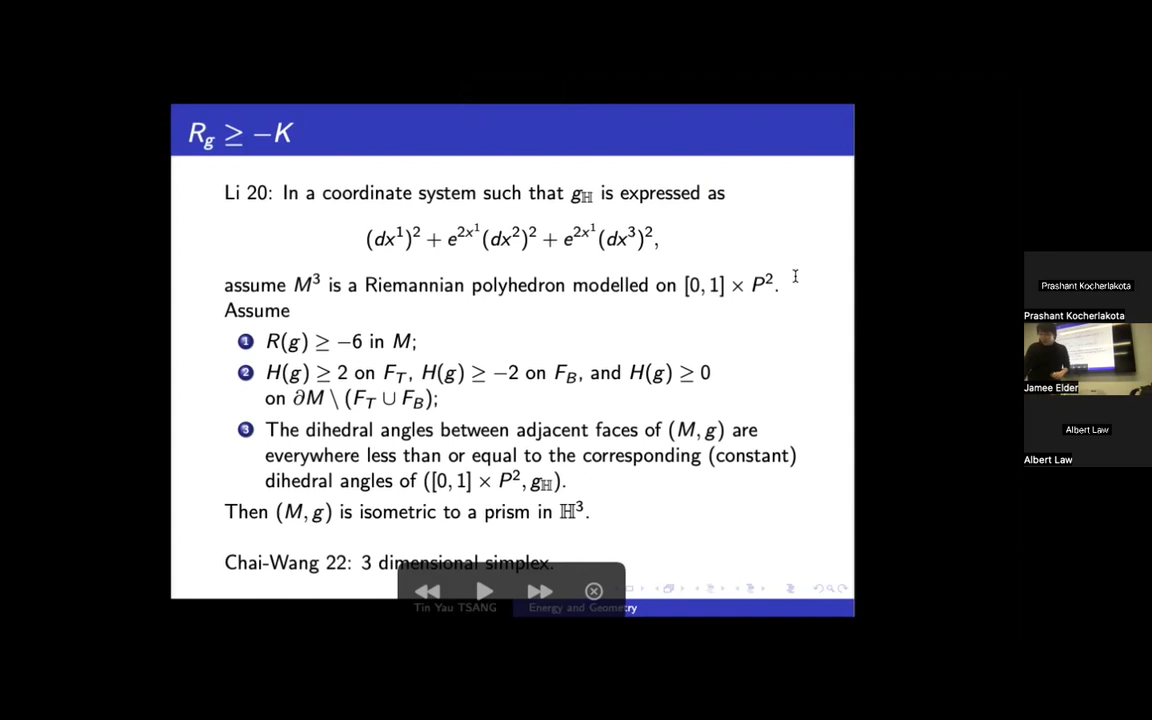 R_g ≥ −K
Li 20: In a coordinate system such that g_ℍ is expressed as
(dx¹)² + e^{2x¹}(dx²)² + e^{2x¹}(dx³)²,
assume M³ is a Riemannian polyhedron modelled on [0, 1] × P².
Assume
1 R(g) ≥ −6 in M;
2 H(g) ≥ 2 on F_T, H(g) ≥ −2 on F_B, and H(g) ≥ 0
on ∂M \ (F_T ∪ F_B);
3 The dihedral angles between adjacent faces of (M, g) are
everywhere less than or equal to the corresponding (constant)
dihedral angles of ([0, 1] × P², g_ℍ).
Then (M, g) is isometric to a prism in ℍ³.
Chai-Wang 22: 3 dimensional simplex.
Tin Yau TSANG Energy and Geometry
Prashant Kocherlakota
Prashant Kocherlakota
Jamee Elder
Albert Law
Albert Law